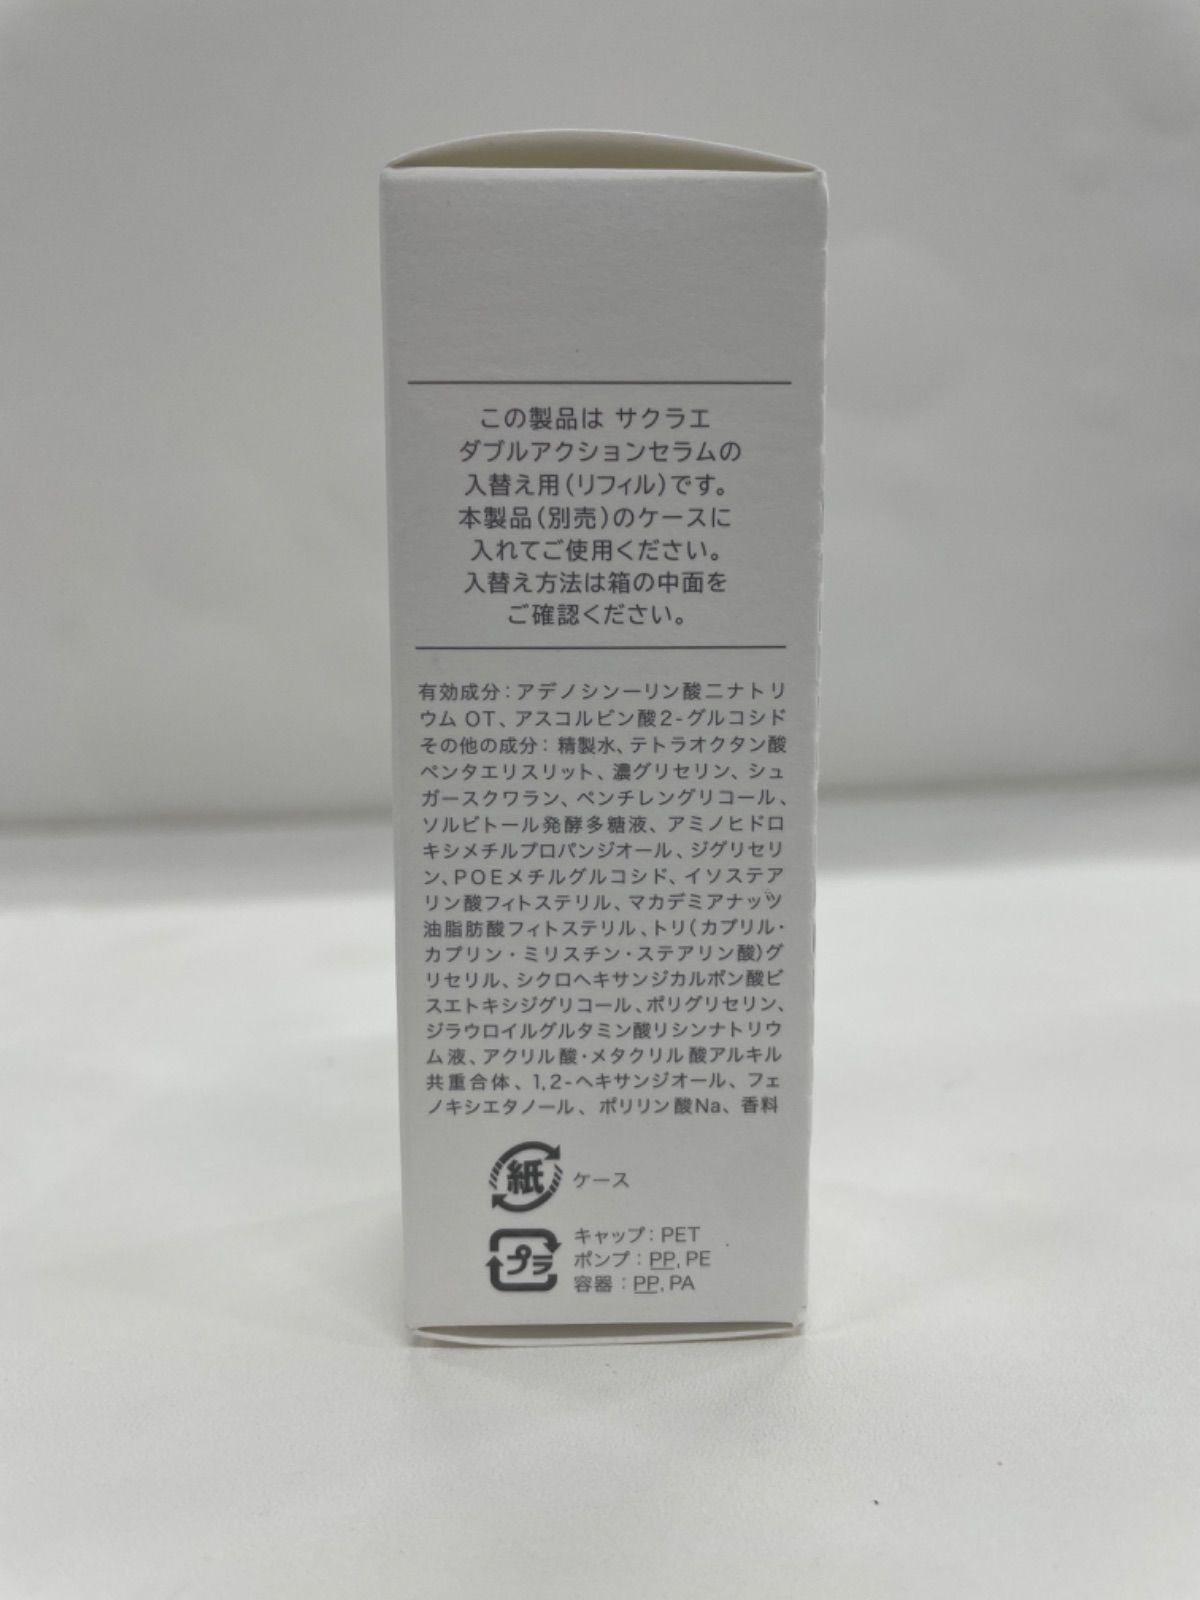 この製品は サクラエ
ダブルアクションセラムの
入替え用(リフィル)です。
本製品(別売)のケースに
入れてご使用ください。
入替え方法は箱の中面を
ご確認ください。
有効成分：アデノシン一リン酸二ナトリ
ウム OT、アスコルビン酸2-グルコシド
その他の成分：精製水、テトラオクタン酸
ペンタエリスリット、濃グリセリン、シュ
ガースクワラン、ペンチレングリコール、
ソルビトール発酵多糖液、アミノヒドロ
キシメチルプロパンジオール、ジグリセリ
ン、POEメチルグルコシド、イソステア
リン酸フィトステリル、マカデミアナッツ
油脂肪酸フィトステリル、トリ(カプリル・
カプリン・ミリスチン・ステアリン酸)グ
リセリル、シクロヘキサンジカルボン酸ビ
スエトキシジグリコール、ポリグリセリン、
ジラウロイルグルタミン酸リシンナトリウ
ム液、アクリル酸・メタクリル酸アルキル
共重合体、1,2-ヘキサンジオール、フェ
ノキシエタノール、ポリリン酸Na、香料
紙 ケース
プラ キャップ：PET
ポンプ：PP, PE
容器：PP, PA